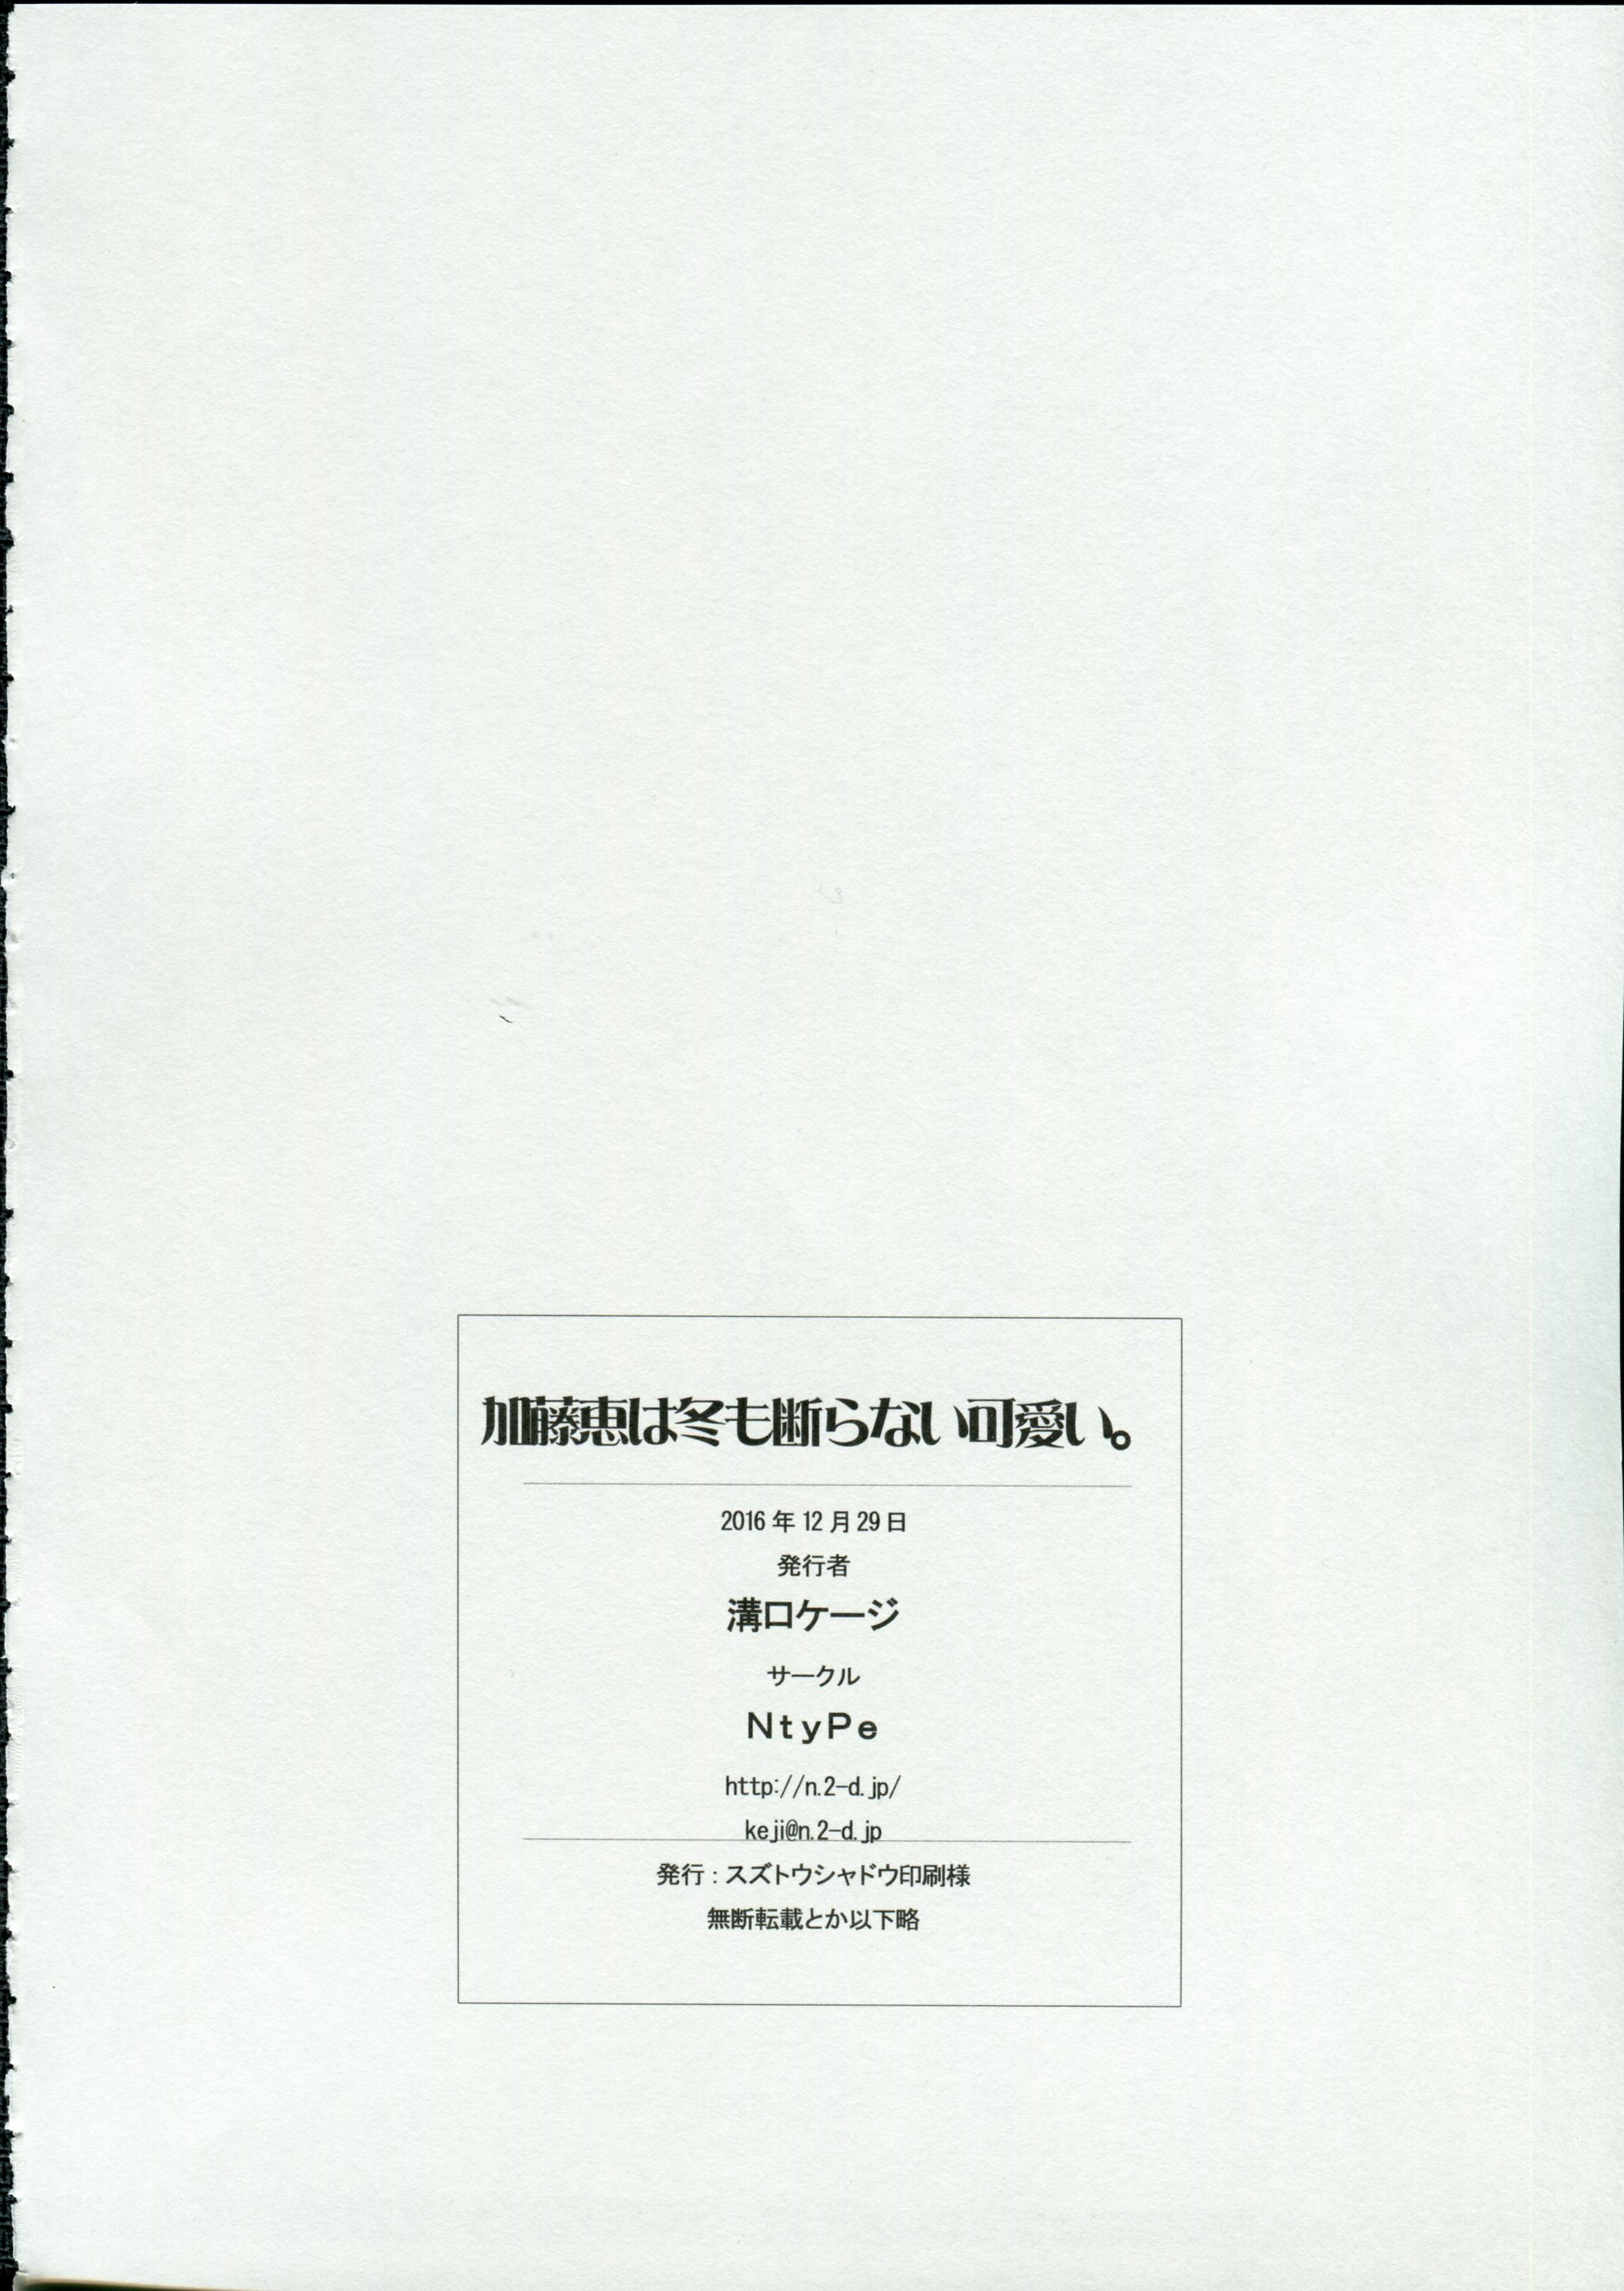 加藤恵は冬も断らない可愛い。
2016年12月29日
発行者
溝口ケージ
サークル
NtyPe
http://n.2-d.jp/
keji@n.2-d.jp
発行：スズトウシャドウ印刷様
無断転載とか以下略